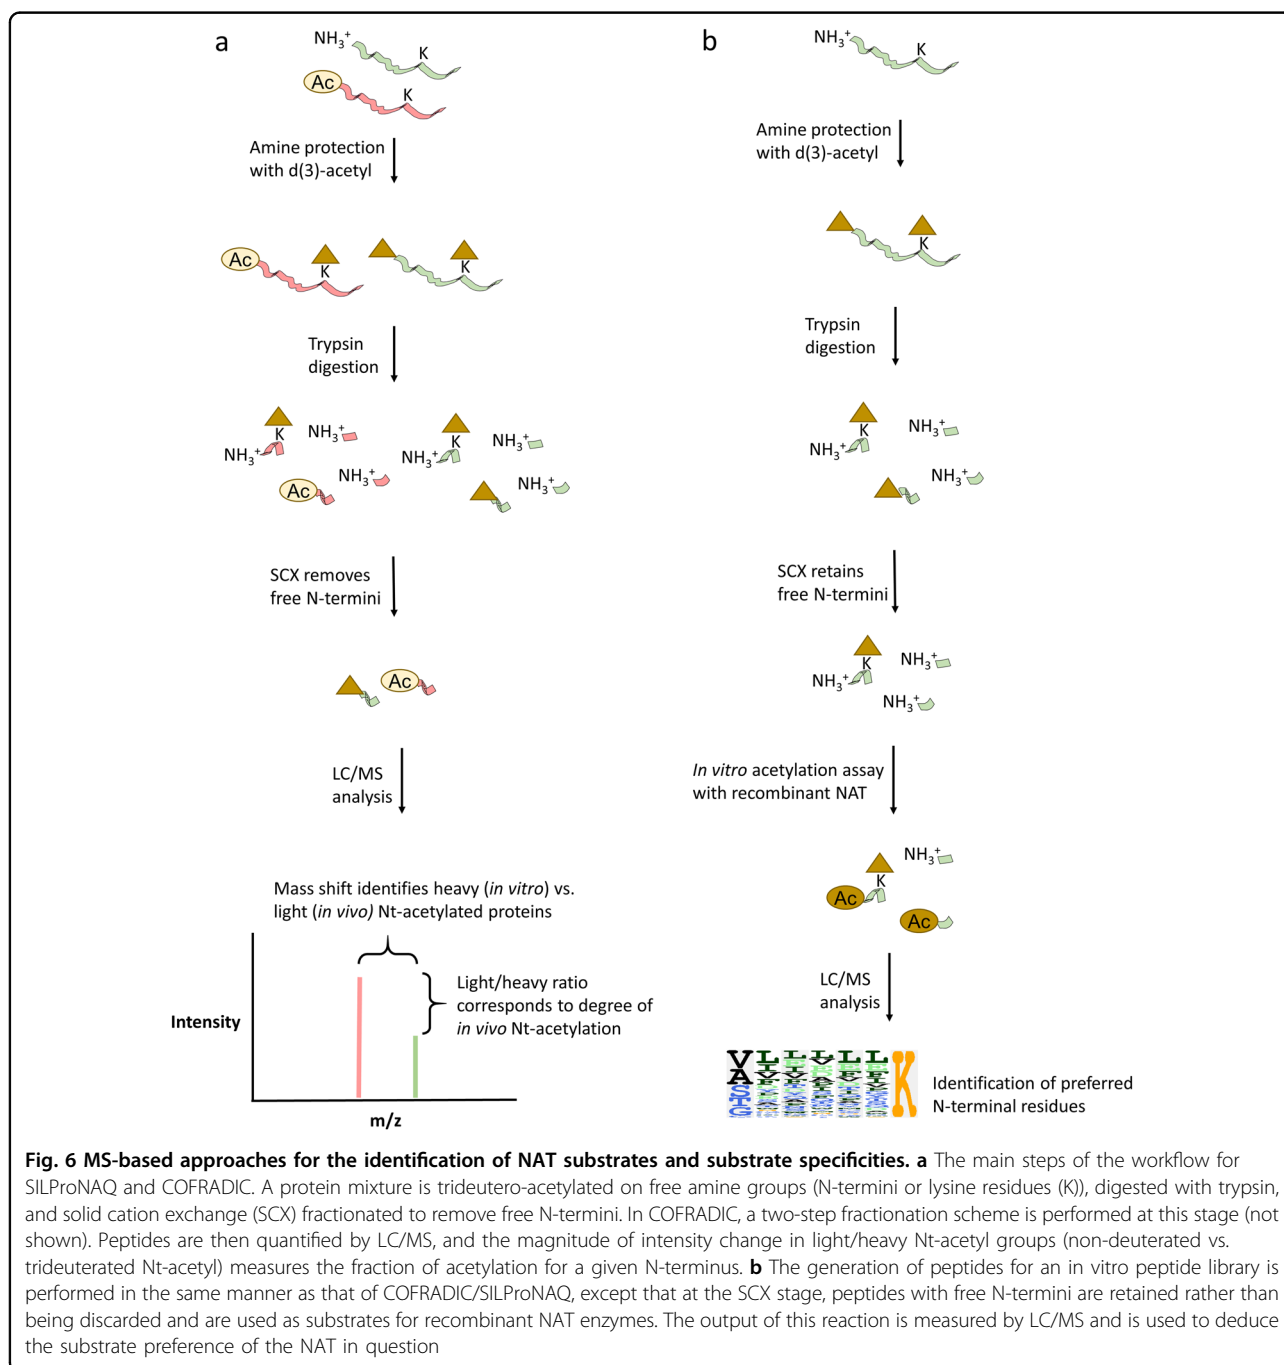 a
NH3+
K
Ac
K
Amine protection
with d(3)-acetyl
Ac
K
K
Trypsin
digestion
K
NH3+
NH3+
NH3+
Ac
K
NH3+
NH3+
NH3+
SCX removes
free N-termini
Ac
LC/MS
analysis
Mass shift identifies heavy (in vitro) vs.
light (in vivo) Nt-acetylated proteins
Light/heavy ratio
corresponds to degree of
in vivo Nt-acetylation
Intensity
m/z
b
NH3+
K
Amine protection
with d(3)-acetyl
K
Trypsin
digestion
K
NH3+
NH3+
NH3+
SCX retains
free N-termini
K
NH3+
NH3+
NH3+
In vitro acetylation assay
with recombinant NAT
K
NH3+
Ac
Ac
LC/MS
analysis
V L L L L L K
A
S
Identification of preferred
N-terminal residues
Fig. 6 MS-based approaches for the identification of NAT substrates and substrate specificities. a The main steps of the workflow for
SILProNAQ and COFRADIC. A protein mixture is trideutero-acetylated on free amine groups (N-termini or lysine residues (K)), digested with trypsin,
and solid cation exchange (SCX) fractionated to remove free N-termini. In COFRADIC, a two-step fractionation scheme is performed at this stage (not
shown). Peptides are then quantified by LC/MS, and the magnitude of intensity change in light/heavy Nt-acetyl groups (non-deuterated vs.
trideuterated Nt-acetyl) measures the fraction of acetylation for a given N-terminus. b The generation of peptides for an in vitro peptide library is
performed in the same manner as that of COFRADIC/SILProNAQ, except that at the SCX stage, peptides with free N-termini are retained rather than
being discarded and are used as substrates for recombinant NAT enzymes. The output of this reaction is measured by LC/MS and is used to deduce
the substrate preference of the NAT in question